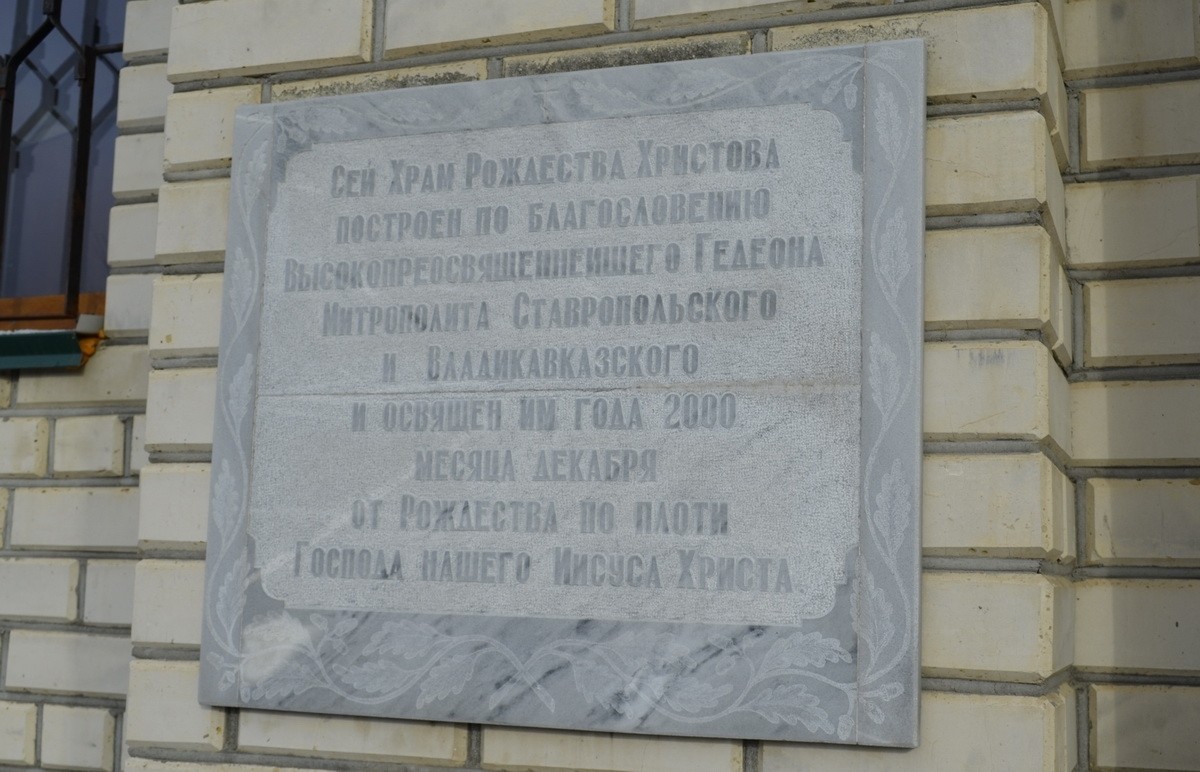 Сей Храм Рождества Христова
построен по благословению
Высокопреосвященнейшего Гедеона
Митрополита Ставропольского
и Владикавказского
и освящен им года 2000
месяца декабря
от Рождества по плоти
Господа нашего Иисуса Христа